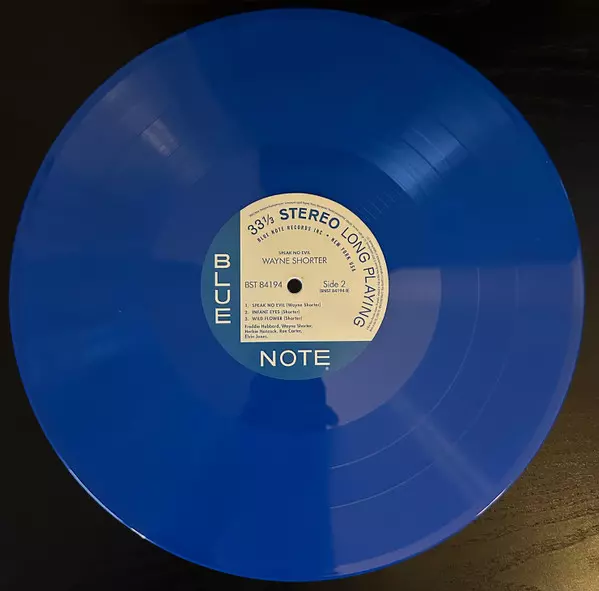 33⅓ STEREO LONG PLAYING
BLUE NOTE RECORDS INC • NEW YORK USA
SPEAK NO EVIL
WAYNE SHORTER
BST 84194
Side 2
(BNST 84194-B)
1. SPEAK NO EVIL (Wayne Shorter)
2. INFANT EYES (Shorter)
3. WILD FLOWER (Shorter)
Freddie Hubbard, Wayne Shorter,
Herbie Hancock, Ron Carter,
Elvin Jones.
BLUE
NOTE
®